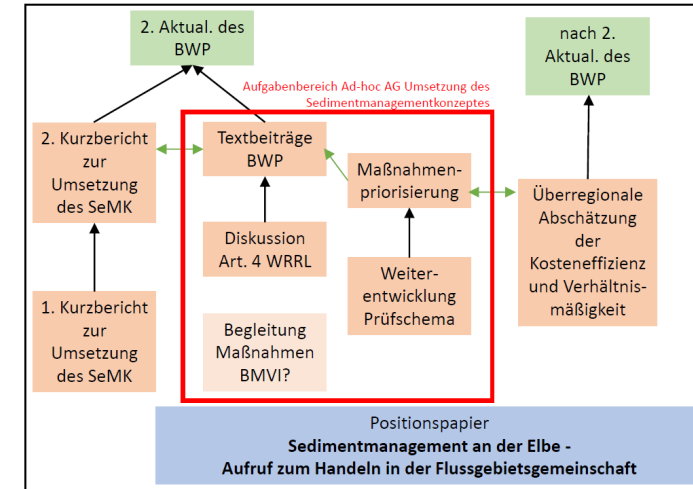 2. Aktual. des
BWP
nach 2.
Aktual. des
BWP
Aufgabenbereich Ad-hoc AG Umsetzung des
Sedimentmanagementkonzeptes
2. Kurzbericht
zur
Umsetzung
des SeMK
Textbeiträge
BWP
Maßnahmen-
priorisierung
Überregionale
Abschätzung
der
Kosteneffizienz
und Verhältnis-
mäßigkeit
Diskussion
Art. 4 WRRL
Weiter-
entwicklung
Prüfschema
1. Kurzbericht
zur
Umsetzung
des SeMK
Begleitung
Maßnahmen
BMVI?
Positionspapier
Sedimentmanagement an der Elbe -
Aufruf zum Handeln in der Flussgebietsgemeinschaft